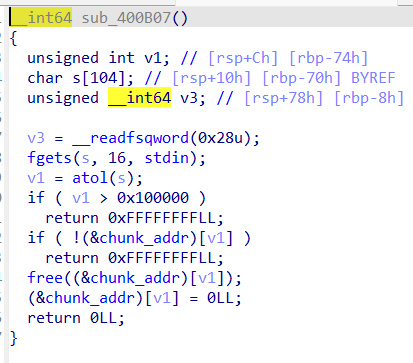 __int64 sub_400B07()
{
unsigned int v1; // [rsp+Ch] [rbp-74h]
char s[104]; // [rsp+10h] [rbp-70h] BYREF
unsigned __int64 v3; // [rsp+78h] [rbp-8h]
v3 = __readfsqword(0x28u);
fgets(s, 16, stdin);
v1 = atol(s);
if ( v1 > 0x100000 )
return 0xFFFFFFFFLL;
if ( !(&chunk_addr)[v1] )
return 0xFFFFFFFFLL;
free((&chunk_addr)[v1]);
(&chunk_addr)[v1] = 0LL;
return 0LL;
}